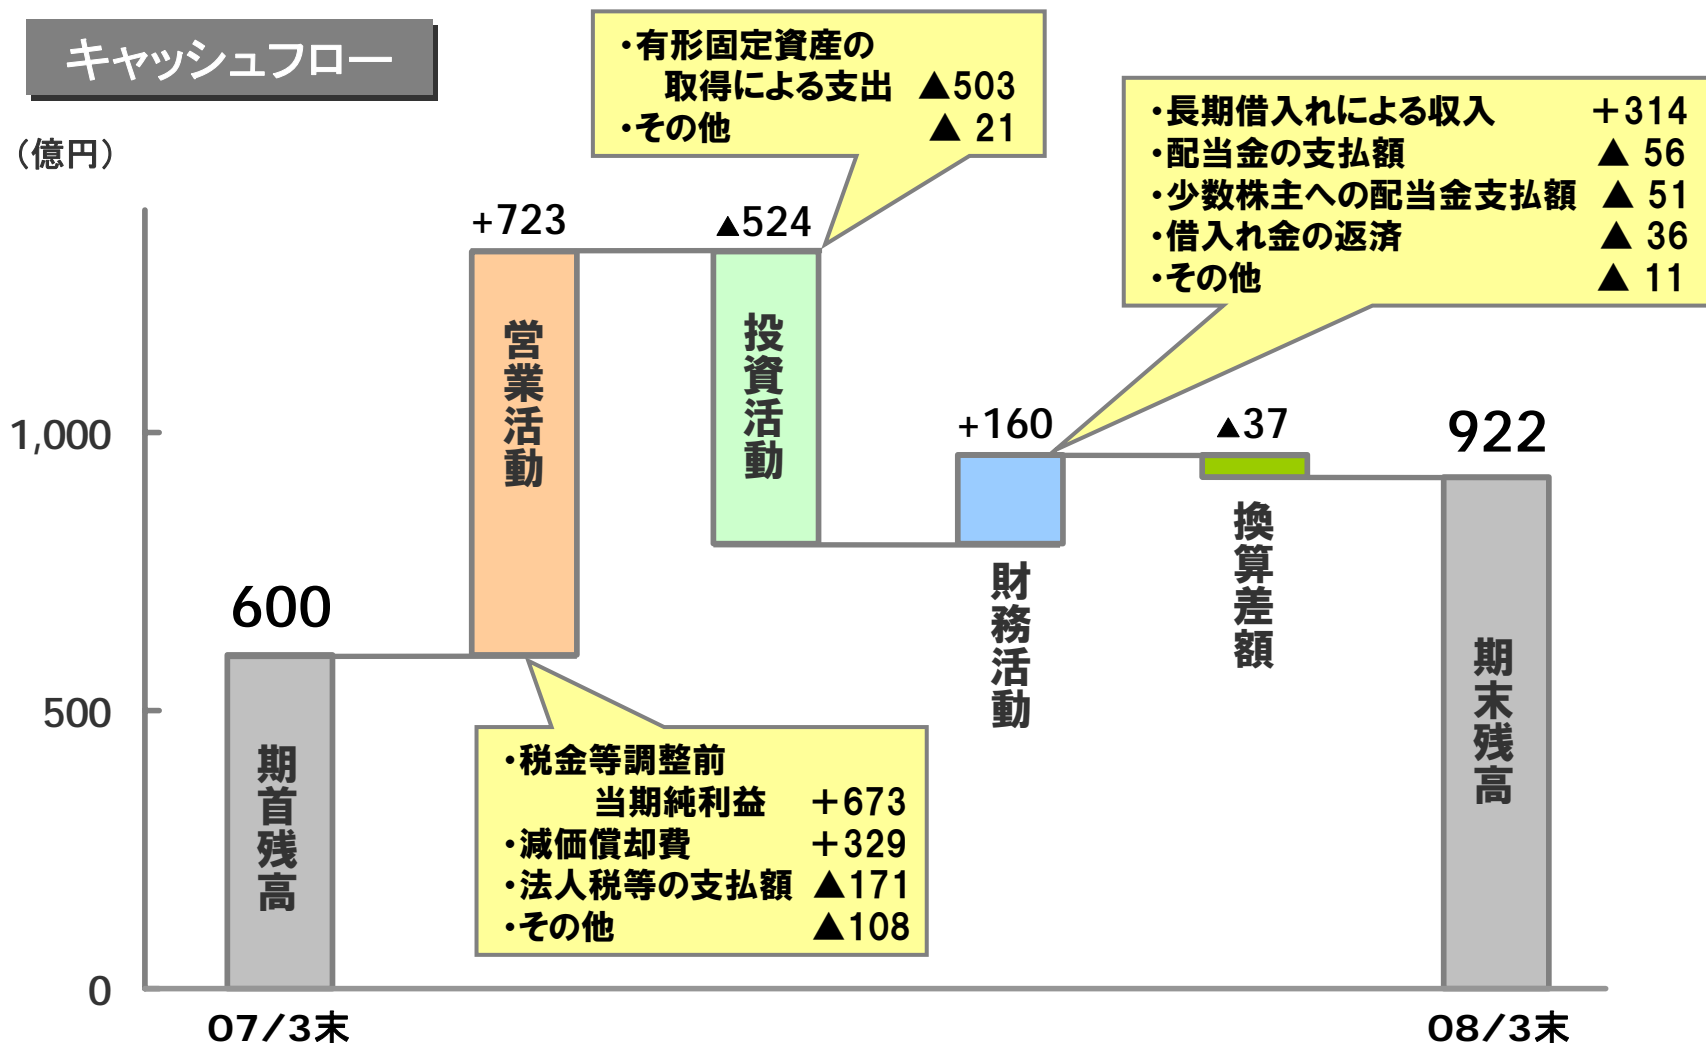 キャッシュフロー
（億円）
・有形固定資産の
取得による支出 ▲503
・その他 ▲ 21
・長期借入れによる収入 ＋314
・配当金の支払額 ▲ 56
・少数株主への配当金支払額 ▲ 51
・借入れ金の返済 ▲ 36
・その他 ▲ 11
+723
▲524
+160
▲37
922
600
営業活動
投資活動
財務活動
換算差額
期首残高
期末残高
・税金等調整前
当期純利益 ＋673
・減価償却費 ＋329
・法人税等の支払額 ▲171
・その他 ▲108
1,000
500
0
07/3末
08/3末